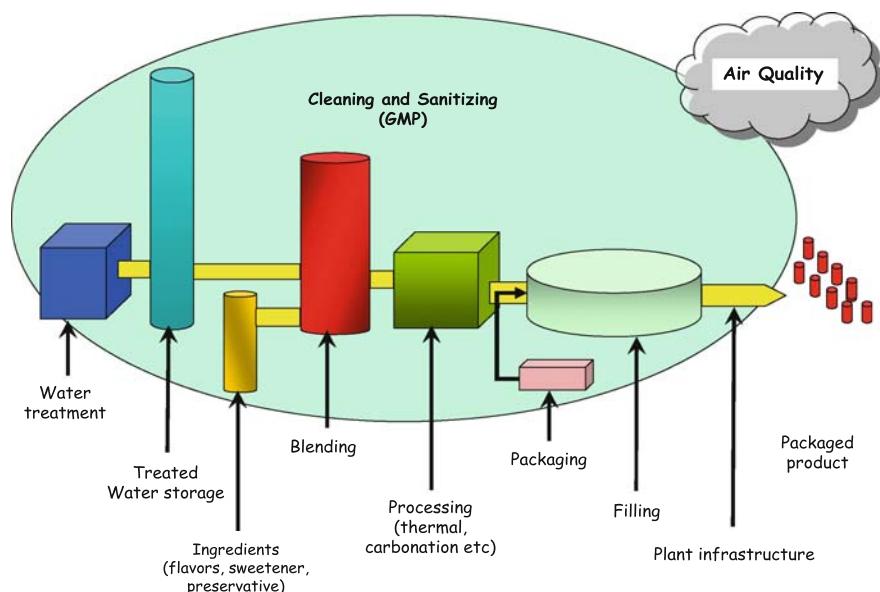 Air Quality
Cleaning and Sanitizing
(GMP)
Water
treatment
Treated
Water storage
Ingredients
(flavors, sweetener,
preservative)
Blending
Processing
(thermal,
carbonation etc)
Packaging
Filling
Plant infrastructure
Packaged
product